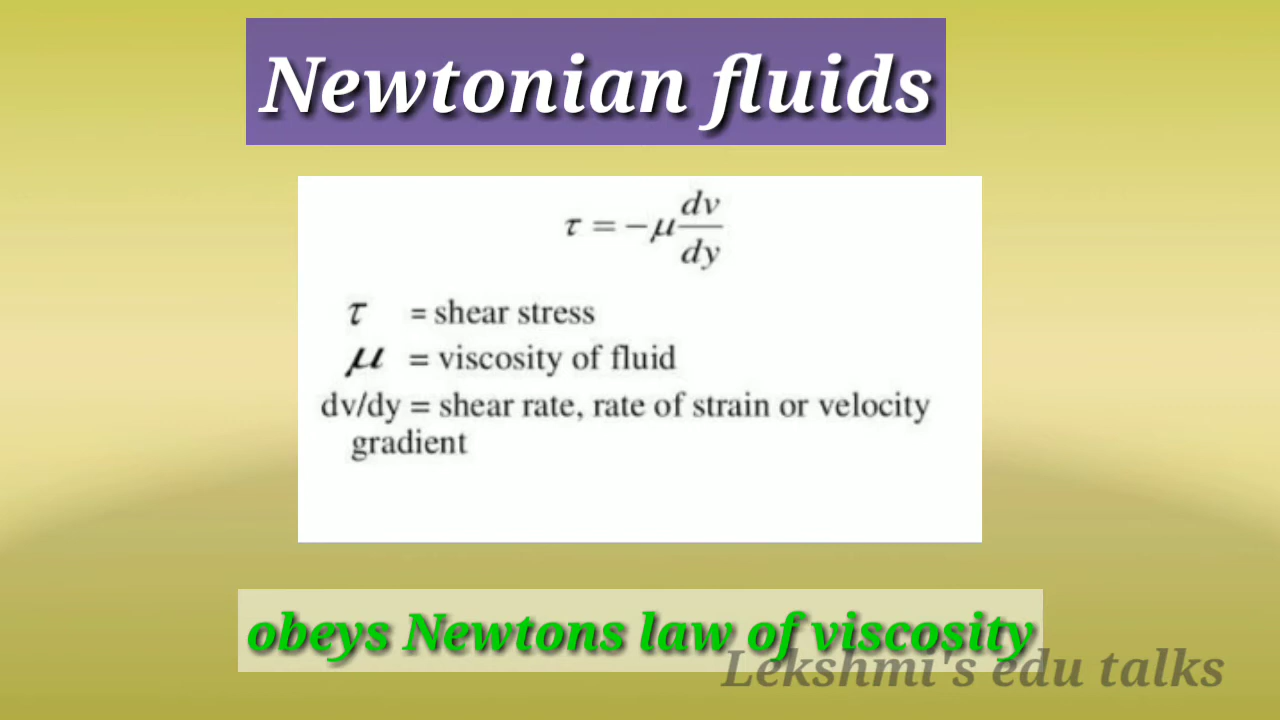 Newtonian fluids
τ = −μ dv/dy
τ = shear stress
μ = viscosity of fluid
dv/dy = shear rate, rate of strain or velocity
gradient
obeys Newtons law of viscosity
Lekshmi's edu talks